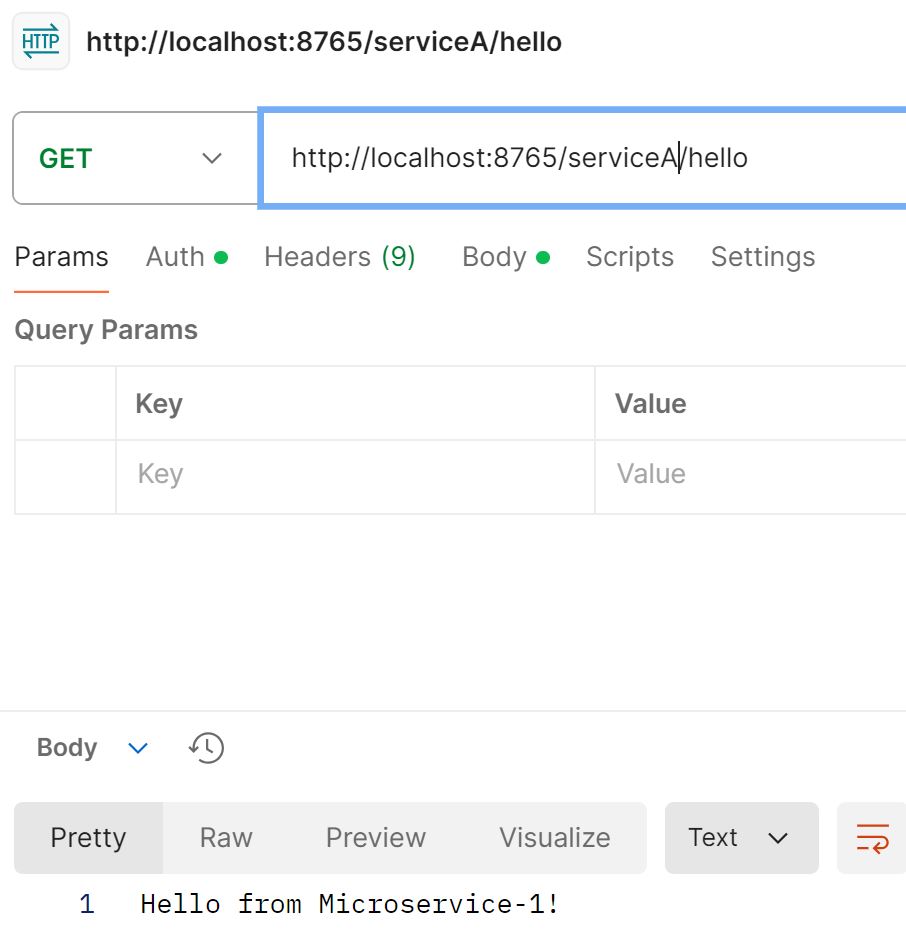 HTTP http://localhost:8765/serviceA/hello
GET http://localhost:8765/serviceA/hello
Params Auth Headers (9) Body Scripts Settings
Query Params
Key Value
Key Value
Body
Pretty Raw Preview Visualize Text
1 Hello from Microservice-1!